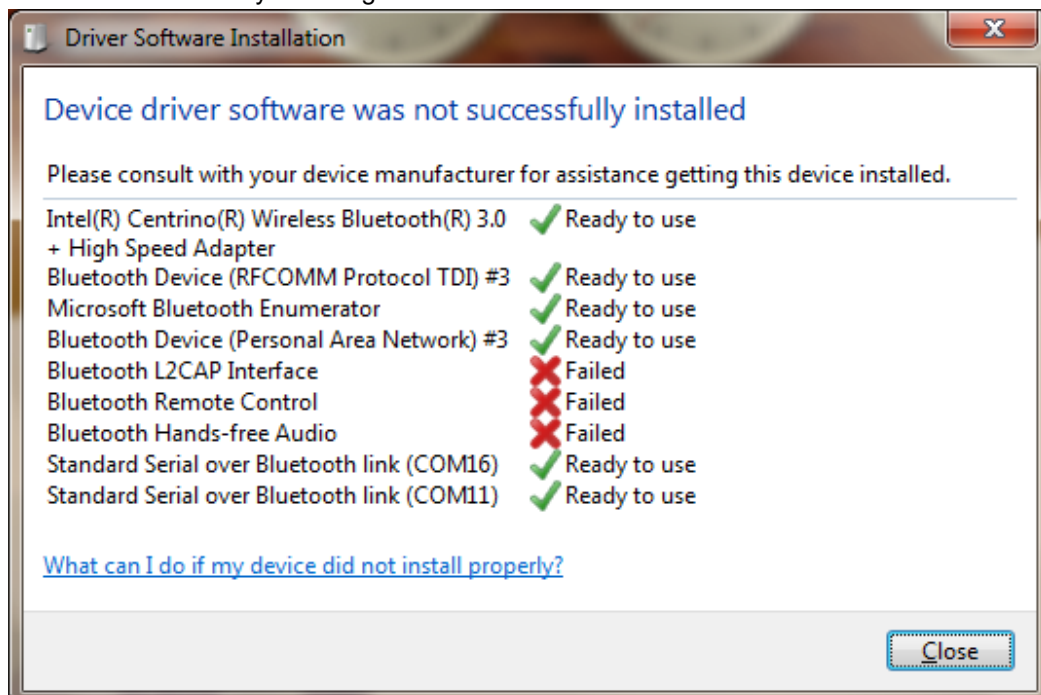 Driver Software Installation
Device driver software was not successfully installed
Please consult with your device manufacturer for assistance getting this device installed.
Intel(R) Centrino(R) Wireless Bluetooth(R) 3.0 Ready to use
+ High Speed Adapter
Bluetooth Device (RFCOMM Protocol TDI) #3 Ready to use
Microsoft Bluetooth Enumerator Ready to use
Bluetooth Device (Personal Area Network) #3 Ready to use
Bluetooth L2CAP Interface Failed
Bluetooth Remote Control Failed
Bluetooth Hands-free Audio Failed
Standard Serial over Bluetooth link (COM16) Ready to use
Standard Serial over Bluetooth link (COM11) Ready to use
What can I do if my device did not install properly?
Close